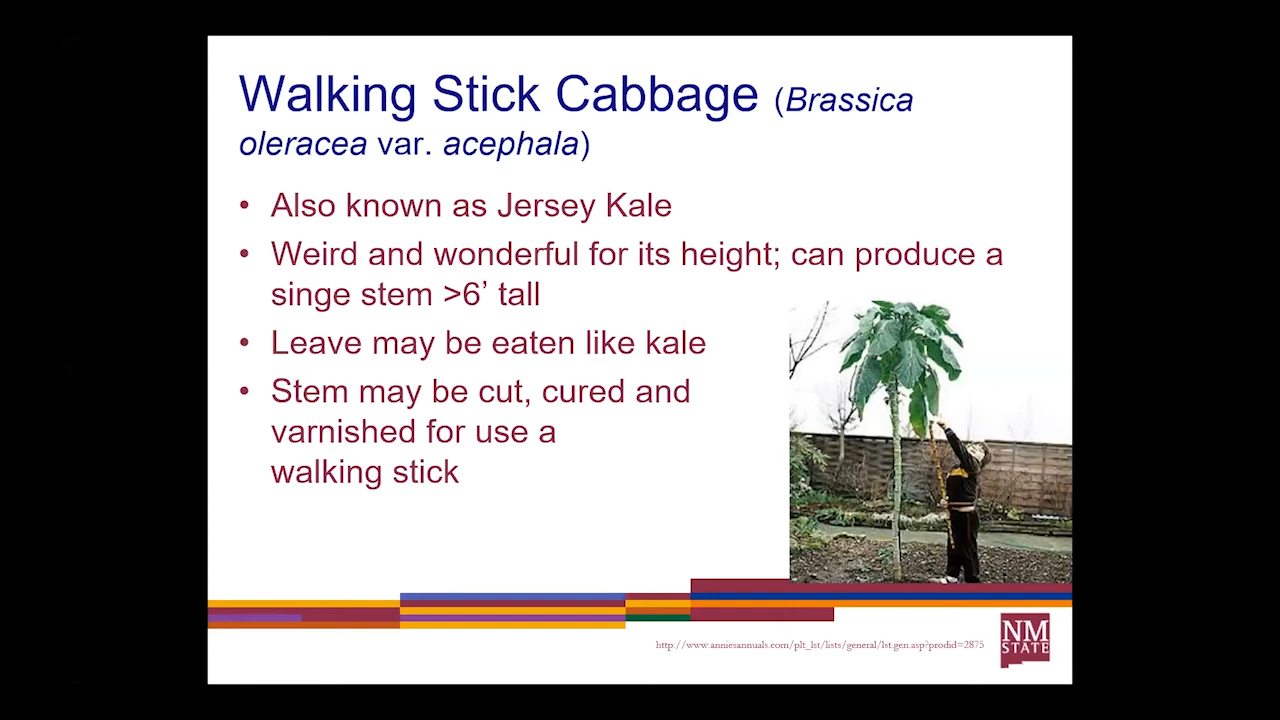 Walking Stick Cabbage (Brassica
oleracea var. acephala)
• Also known as Jersey Kale
• Weird and wonderful for its height; can produce a
singe stem >6’ tall
• Leave may be eaten like kale
• Stem may be cut, cured and
varnished for use a
walking stick
http://www.anniesannuals.com/plt_lst/lists/general/lst.gen.asp?prodid=2875
NM
STATE